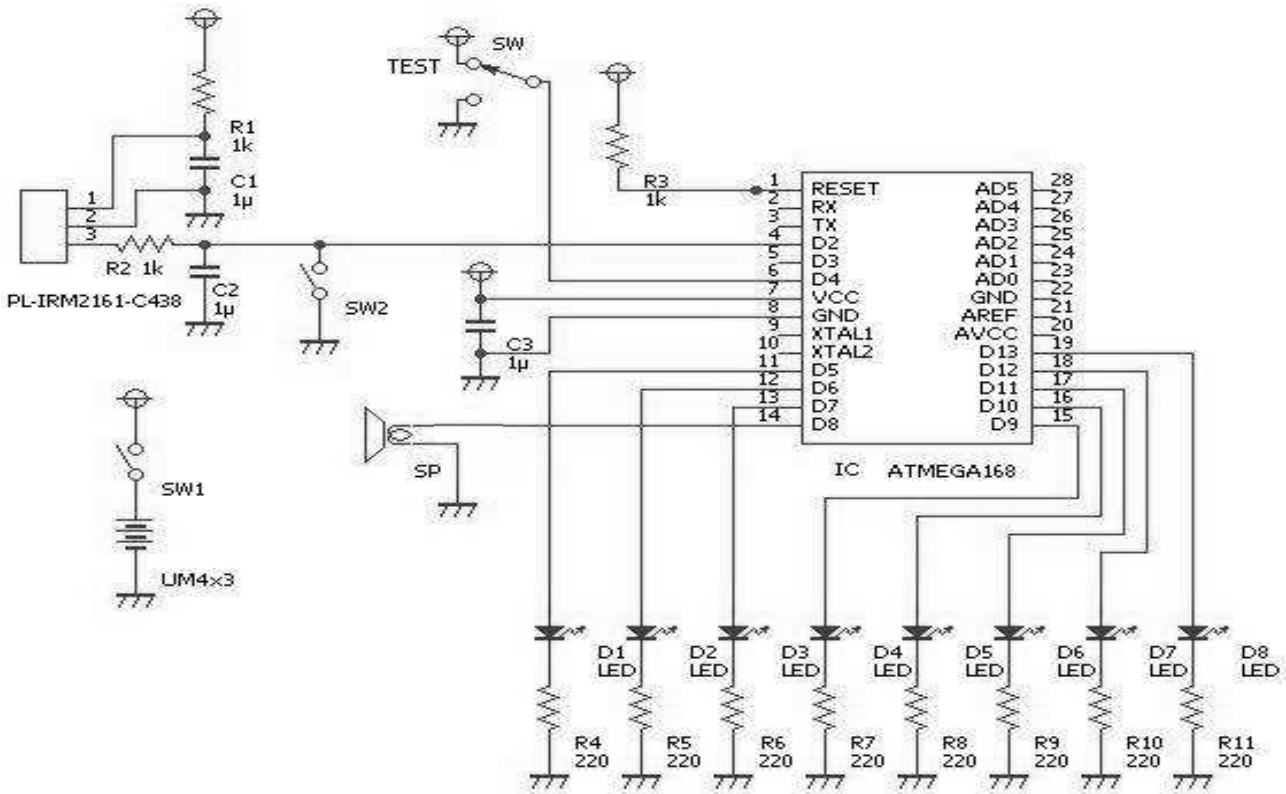 SW
TEST
R1
1k
C1
1µ
1
2
3
R2 1k
C2
1µ
PL-IRM2161-C438
SW2
R3
1k
C3
1µ
1 RESET AD5 28
2 RX AD4 27
3 TX AD3 26
4 D2 AD2 25
5 D3 AD1 24
6 D4 AD0 23
7 VCC GND 22
8 GND AREF 21
9 XTAL1 AVCC 20
10 XTAL2 D13 19
11 D5 D12 18
12 D6 D11 17
13 D7 D10 16
14 D8 D9 15
IC ATMEGA168
SP
SW1
UM4x3
D1 D2 D3 D4 D5 D6 D7 D8
LED LED LED LED LED LED LED LED
R4 R5 R6 R7 R8 R9 R10 R11
220 220 220 220 220 220 220 220